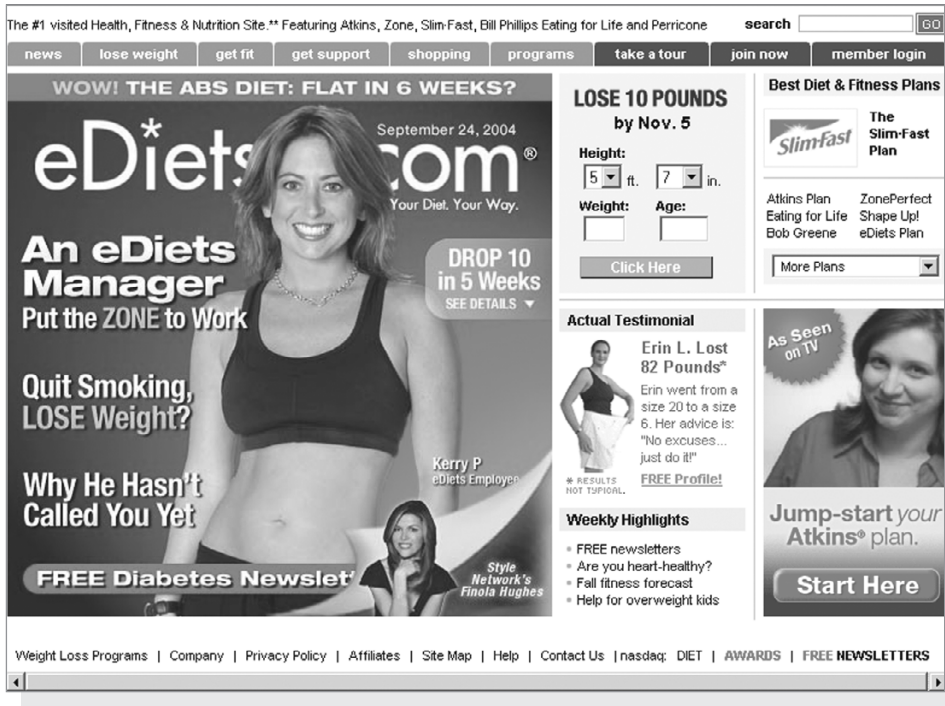 The #1 visited Health, Fitness & Nutrition Site.** Featuring Atkins, Zone, Slim-Fast, Bill Phillips Eating for Life and Perricone
search
GO
news
lose weight
get fit
get support
shopping
programs
take a tour
join now
member login
WOW! THE ABS DIET: FLAT IN 6 WEEKS?
September 24, 2004
eDiets.com®
Your Diet. Your Way.
An eDiets
Manager
Put the ZONE to Work
DROP 10
in 5 Weeks
SEE DETAILS
Quit Smoking,
LOSE Weight?
Kerry P
eDiets Employee
Why He Hasn't
Called You Yet
FREE Diabetes Newslet
Style
Network's
Finola Hughes
LOSE 10 POUNDS
by Nov. 5
Height:
5 ft. 7 in.
Weight: Age:
Click Here
Best Diet & Fitness Plans
Slim·Fast
The
Slim-Fast
Plan
Atkins Plan
Eating for Life
Bob Greene
ZonePerfect
Shape Up!
eDiets Plan
More Plans
Actual Testimonial
Erin L. Lost
82 Pounds*
Erin went from a
size 20 to a size
6. Her advice is:
"No excuses...
just do it!"
FREE Profile!
* RESULTS
NOT TYPICAL.
Weekly Highlights
FREE newsletters
Are you heart-healthy?
Fall fitness forecast
Help for overweight kids
As Seen
on TV
Jump-start your
Atkins® plan.
Start Here
Weight Loss Programs | Company | Privacy Policy | Affiliates | Site Map | Help | Contact Us | nasdaq: DIET | AWARDS | FREE NEWSLETTERS